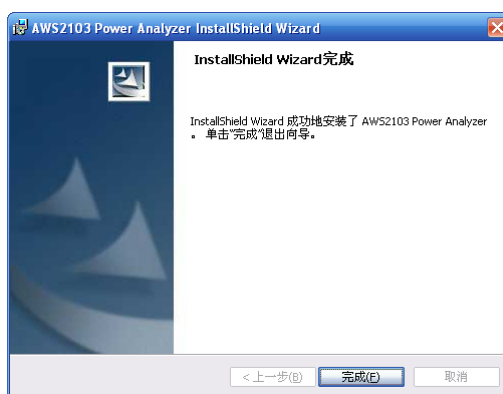 AWS2103 Power Analyzer InstallShield Wizard
InstallShield Wizard完成
InstallShield Wizard 成功地安装了 AWS2103 Power Analyzer
。 单击“完成”退出向导。
<上一步(B) 完成(F) 取消